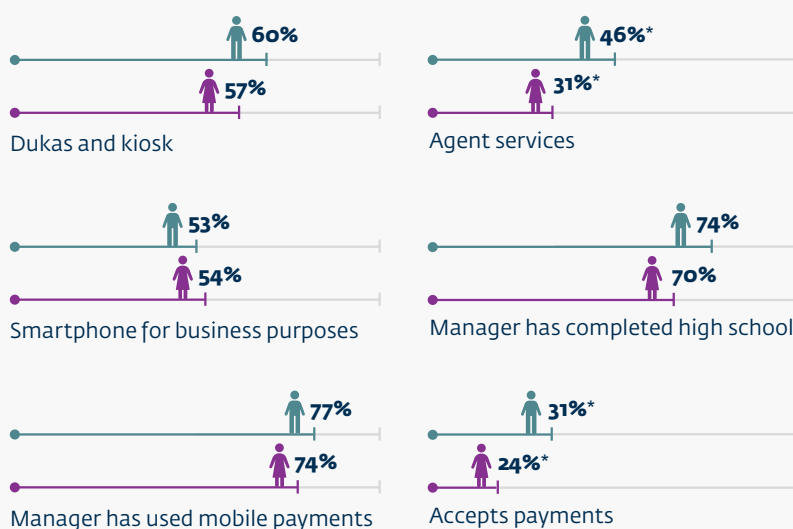 60%
57%
Dukas and kiosk
46%*
31%*
Agent services
53%
54%
Smartphone for business purposes
74%
70%
Manager has completed high school
77%
74%
Manager has used mobile payments
31%*
24%*
Accepts payments